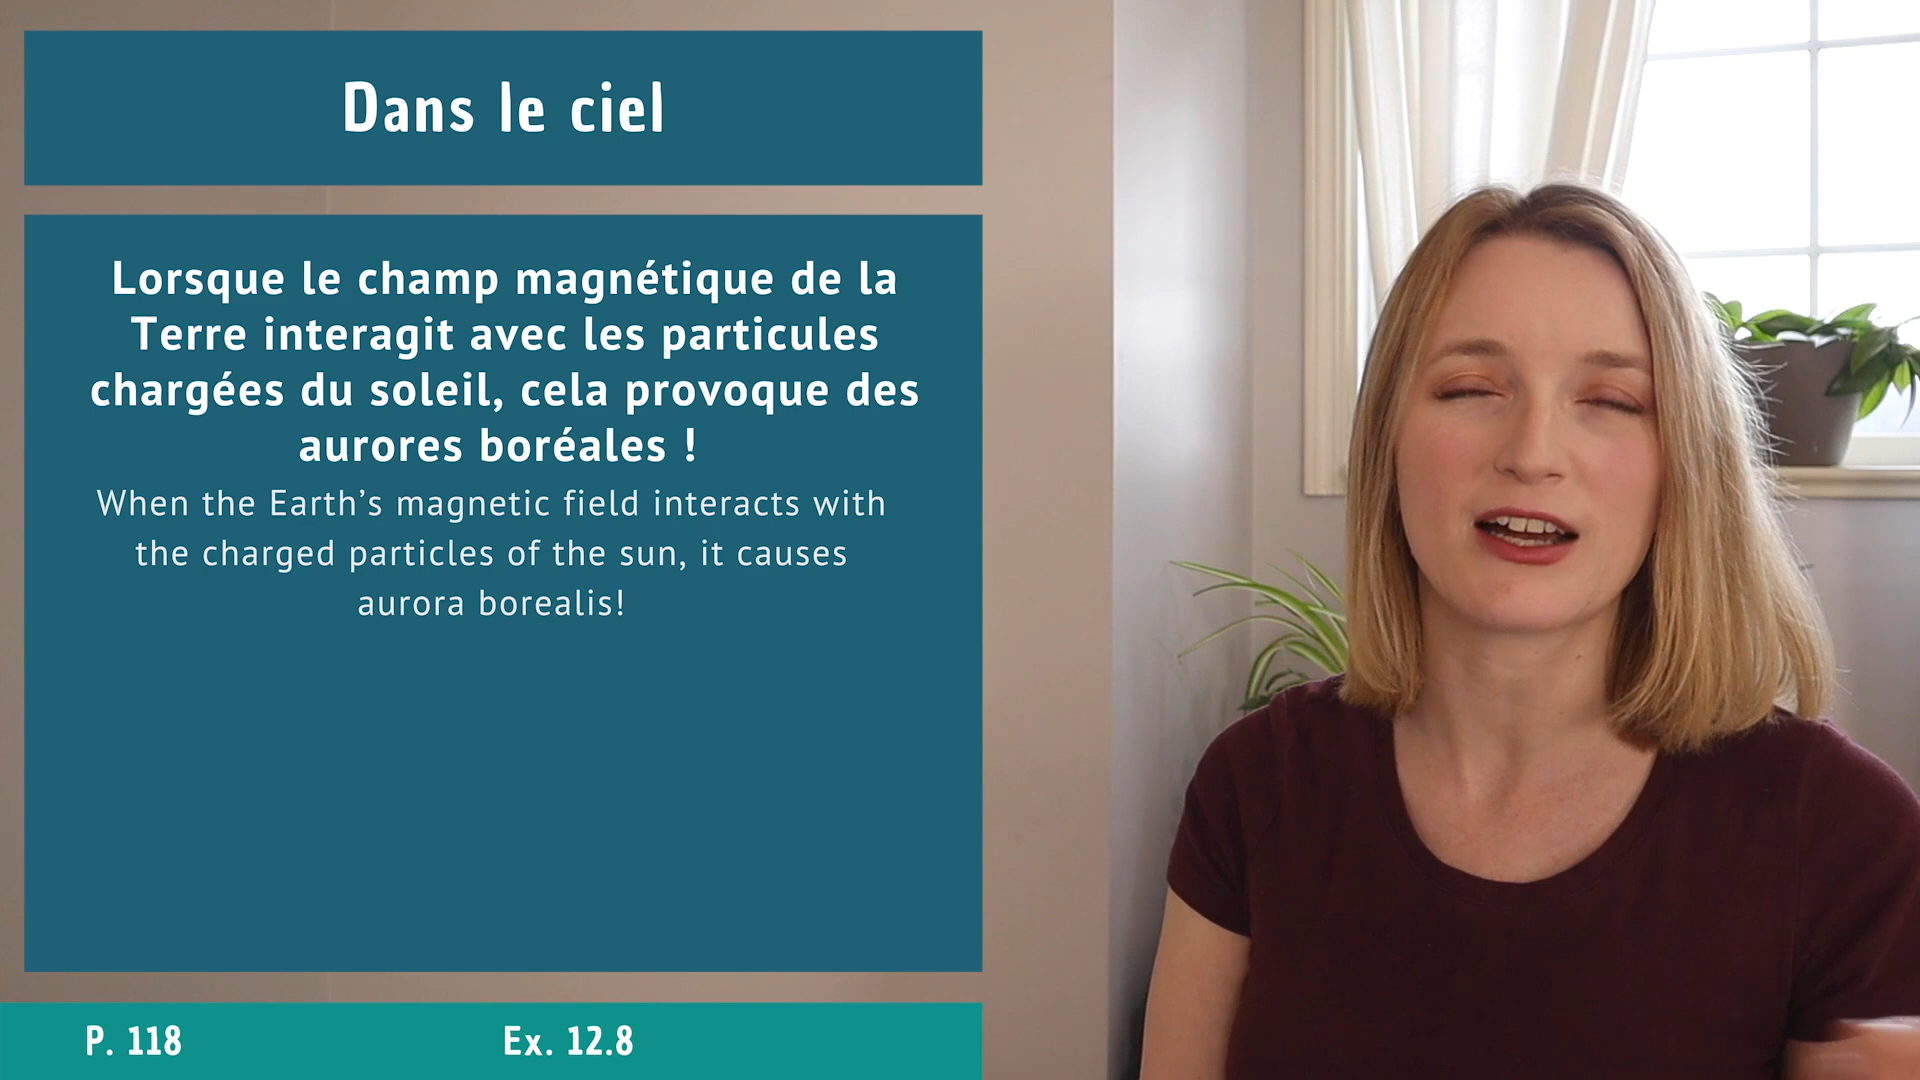 Dans le ciel
Lorsque le champ magnétique de la
Terre interagit avec les particules
chargées du soleil, cela provoque des
aurores boréales !
When the Earth’s magnetic field interacts with
the charged particles of the sun, it causes
aurora borealis!
P. 118
Ex. 12.8